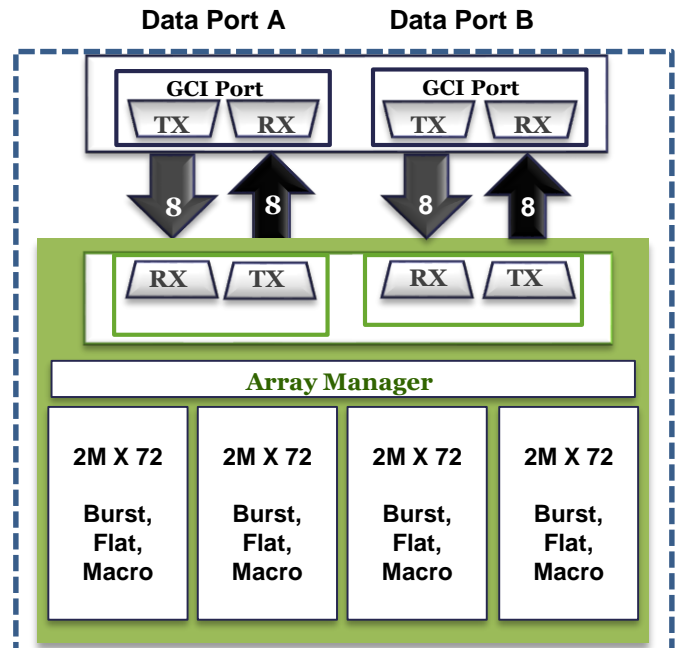 Data Port A Data Port B
GCI Port GCI Port
TX RX TX RX
8 8 8 8
RX TX RX TX
Array Manager
2M X 72 2M X 72 2M X 72 2M X 72
Burst, Burst, Burst, Burst,
Flat, Flat, Flat, Flat,
Macro Macro Macro Macro